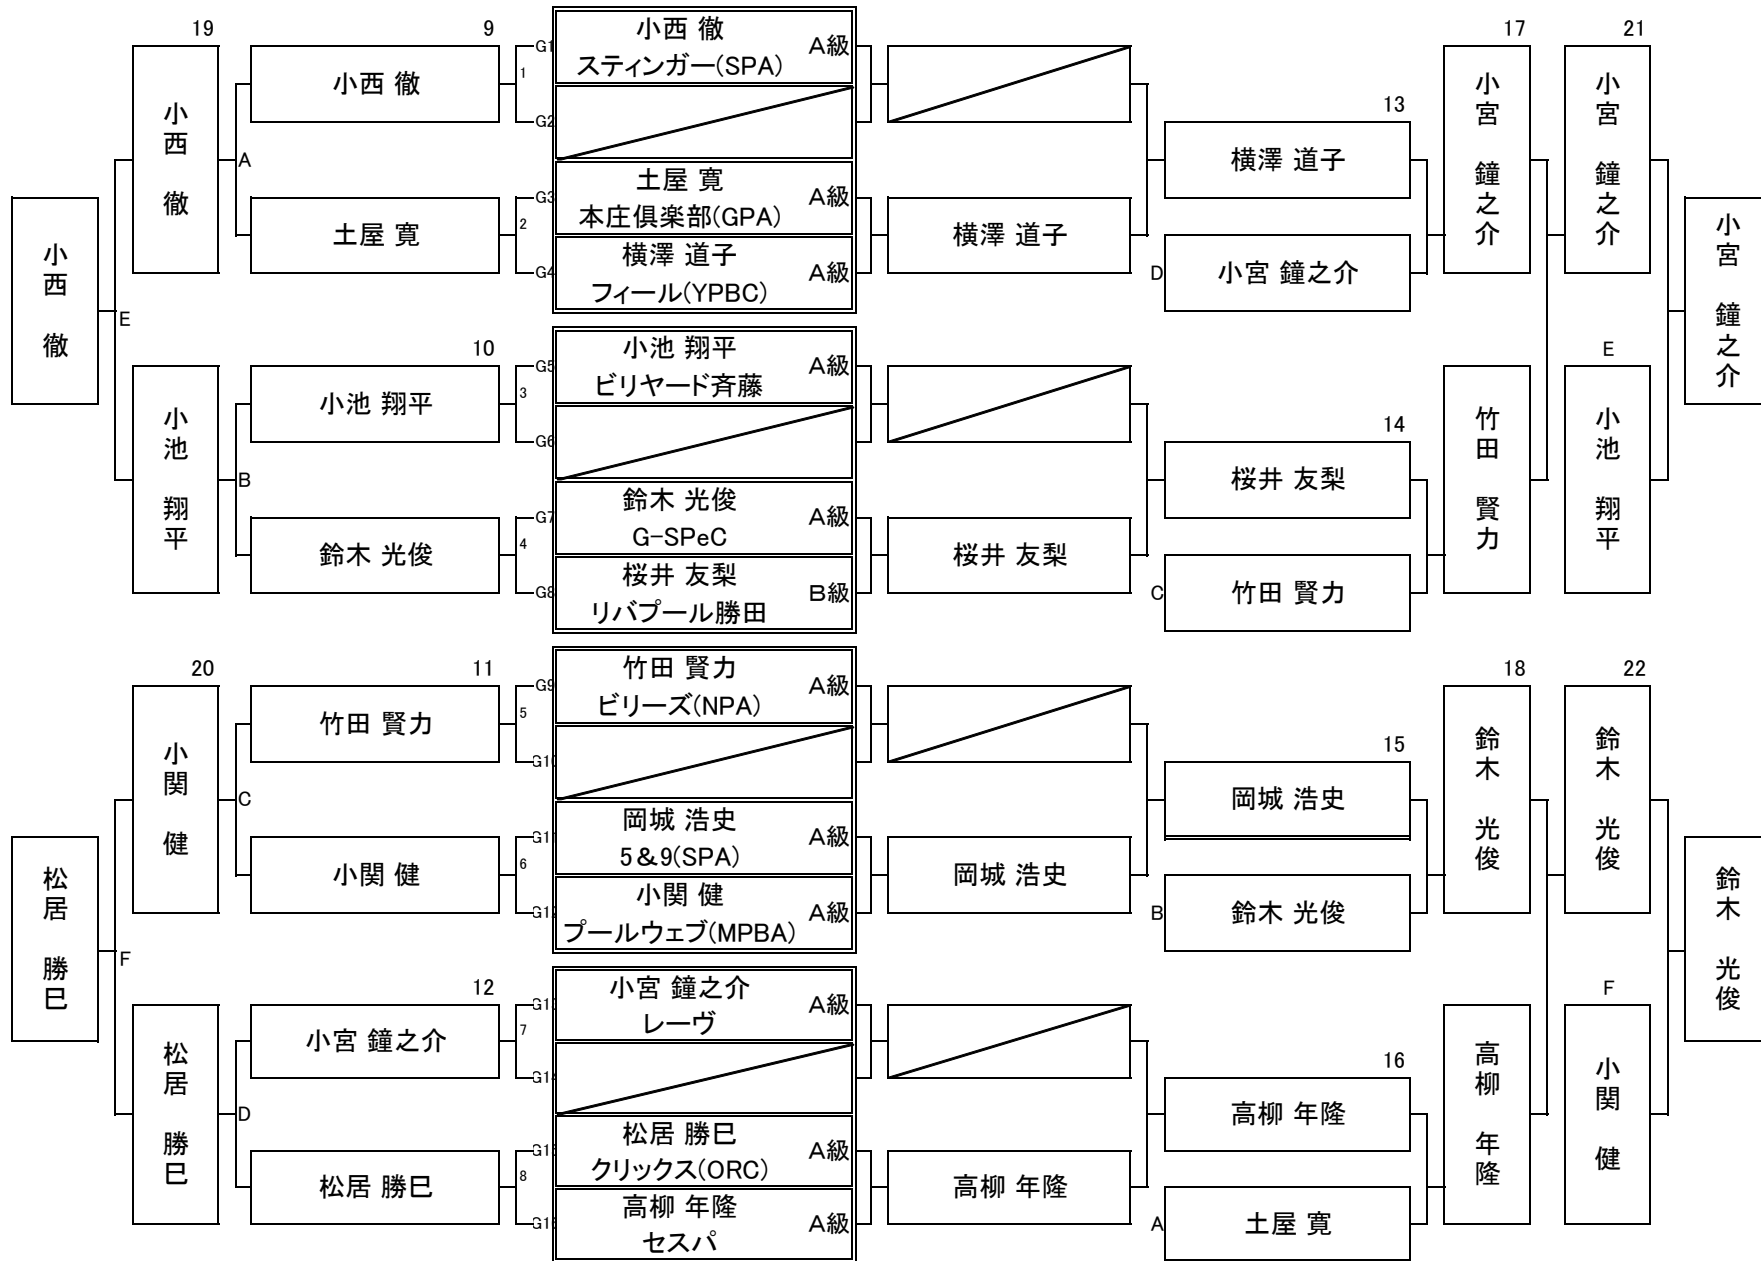 19
9
小西 徹
スティンガー(SPA)
A級
17
21
G1
1
小西 徹
小西 徹
13
小宮 鐘之介
小宮 鐘之介
G2
横澤 道子
A
土屋 寛
本庄倶楽部(GPA)
A級
G3
2
土屋 寛
横澤 道子
小西 徹
小宮 鐘之介
G4
横澤 道子
フィール(YPBC)
A級
D
小宮 鐘之介
E
10
小池 翔平
ビリヤード斉藤
A級
E
G5
3
小池 翔平
小池 翔平
14
竹田 賢力
小池 翔平
G6
桜井 友梨
B
鈴木 光俊
G-SPeC
A級
G7
4
鈴木 光俊
桜井 友梨
G8
桜井 友梨
リバプール勝田
B級
C
竹田 賢力
20
11
竹田 賢力
ビリーズ(NPA)
A級
18
22
G9
5
小関 健
竹田 賢力
15
鈴木 光俊
鈴木 光俊
G10
岡城 浩史
C
岡城 浩史
5&9(SPA)
A級
G11
6
小関 健
岡城 浩史
松居 勝巳
鈴木 光俊
G12
小関 健
プールウェブ(MPBA)
A級
B
鈴木 光俊
F
12
小宮 鐘之介
レーヴ
A級
F
G13
7
松居 勝巳
小宮 鐘之介
16
高柳 年隆
小関 健
G14
高柳 年隆
D
松居 勝巳
クリックス(ORC)
A級
G15
8
松居 勝巳
高柳 年隆
G16
高柳 年隆
セスパ
A級
A
土屋 寛